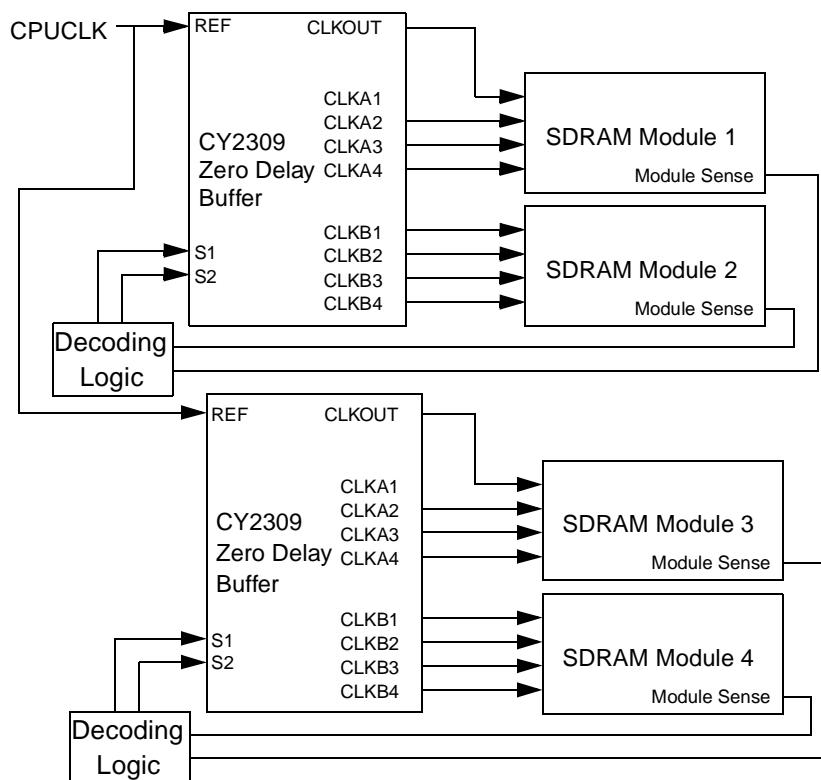 CPUCLK
REF
CLKOUT
CLKA1
CLKA2
CLKA3
CLKA4
CY2309
Zero Delay
Buffer
CLKB1
CLKB2
CLKB3
CLKB4
S1
S2
SDRAM Module 1
Module Sense
SDRAM Module 2
Module Sense
Decoding
Logic
REF
CLKOUT
CLKA1
CLKA2
CLKA3
CLKA4
CY2309
Zero Delay
Buffer
CLKB1
CLKB2
CLKB3
CLKB4
S1
S2
SDRAM Module 3
Module Sense
SDRAM Module 4
Module Sense
Decoding
Logic